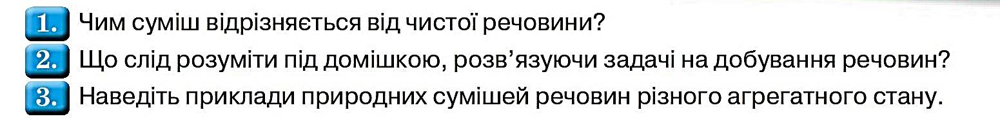 1. Чим суміш відрізняється від чистої речовини?
2. Що слід розуміти під домішкою, розв’язуючи задачі на добування речовин?
3. Наведіть приклади природних сумішей речовин різного агрегатного стану.